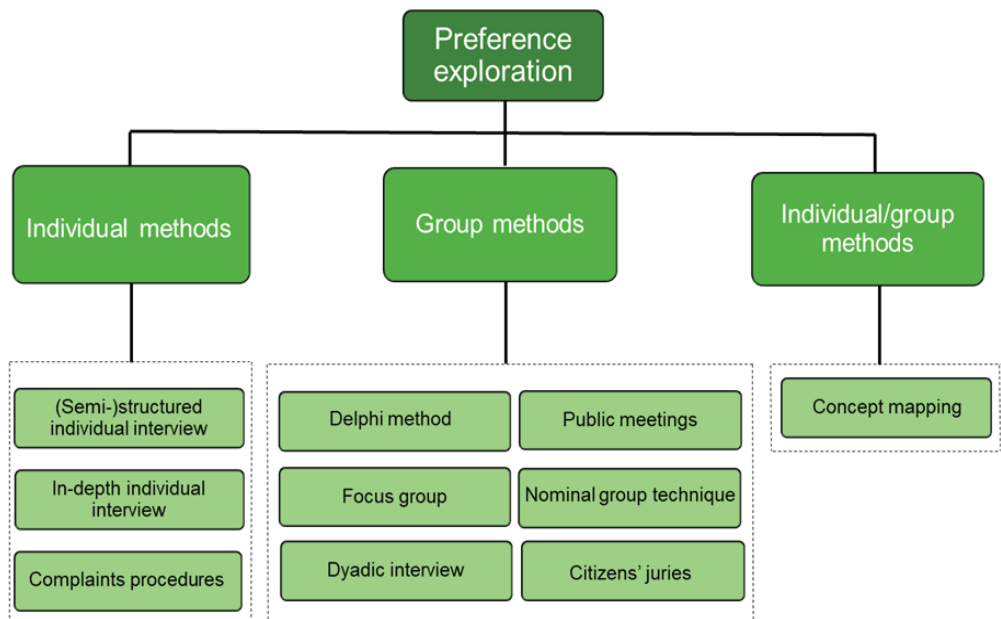 Preference
exploration
Individual methods
Group methods
Individual/group
methods
(Semi-)structured
individual interview
In-depth individual
interview
Complaints procedures
Delphi method
Public meetings
Focus group
Nominal group technique
Dyadic interview
Citizens’ juries
Concept mapping